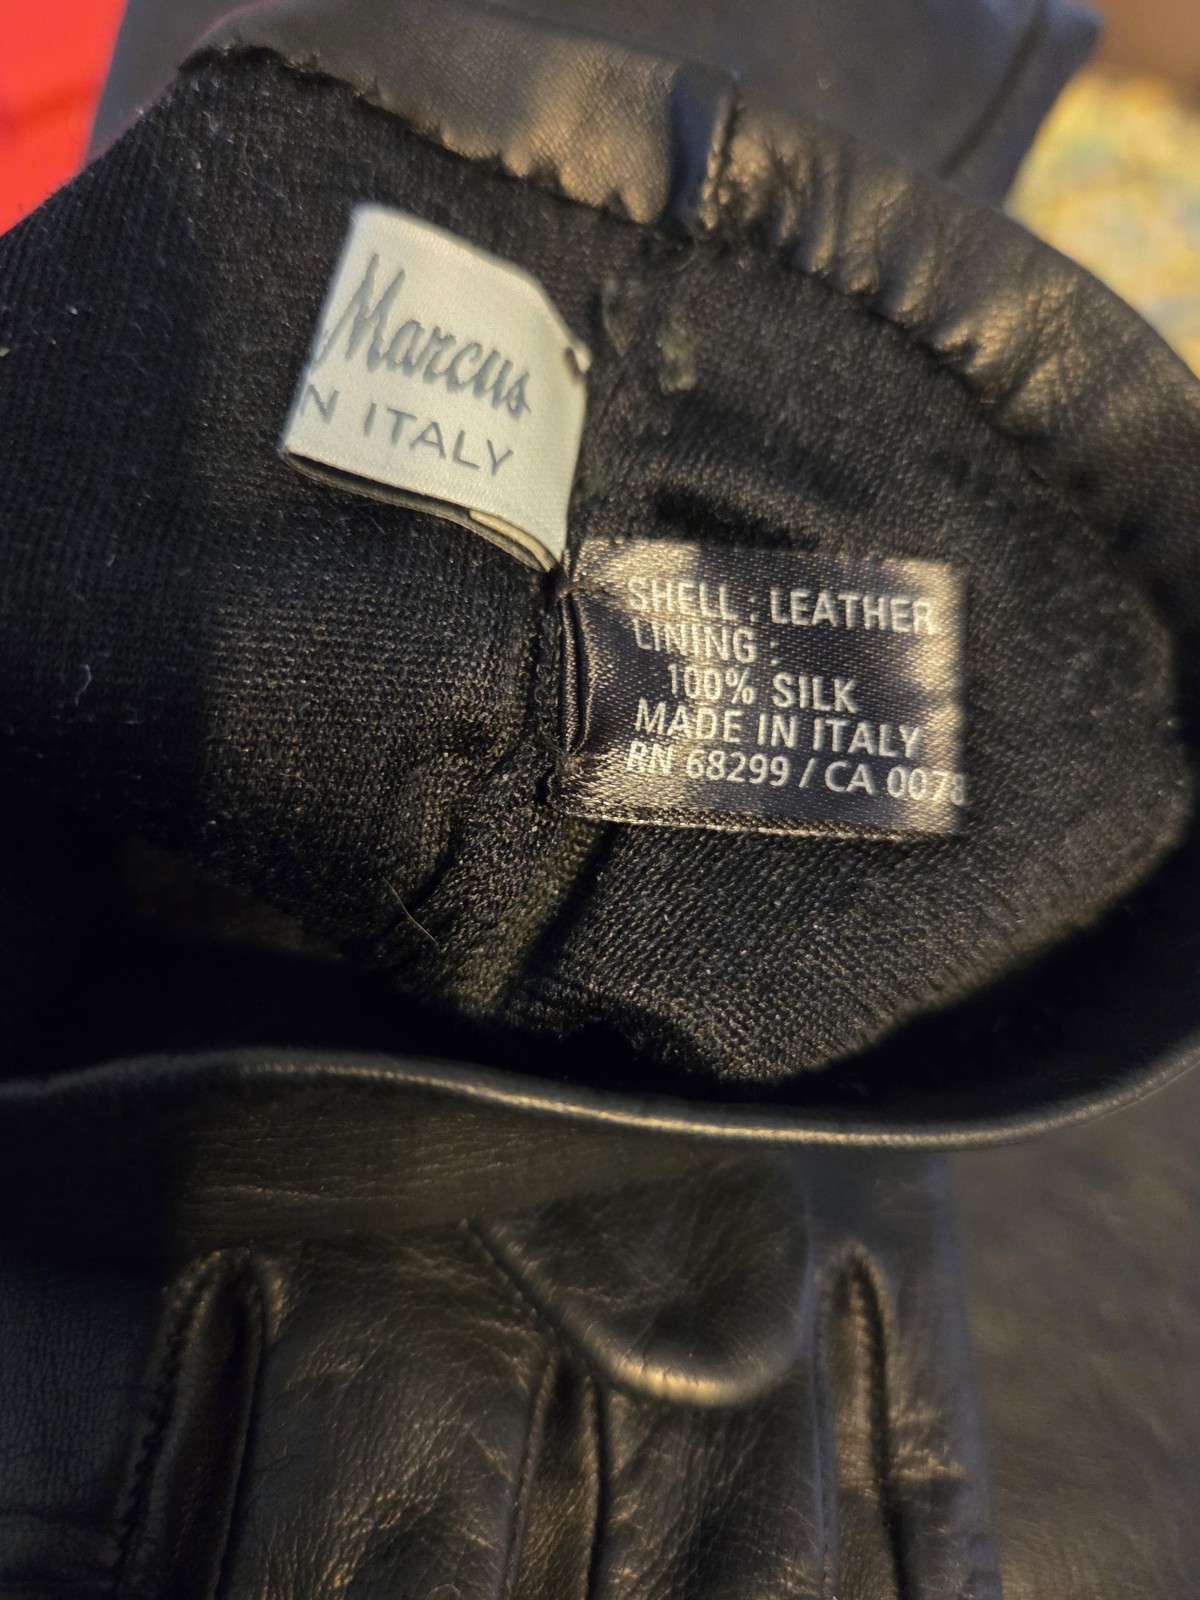 Marcus
N ITALY
SHELL : LEATHER
LINING :
100% SILK
MADE IN ITALY
RN 68299 / CA 0078